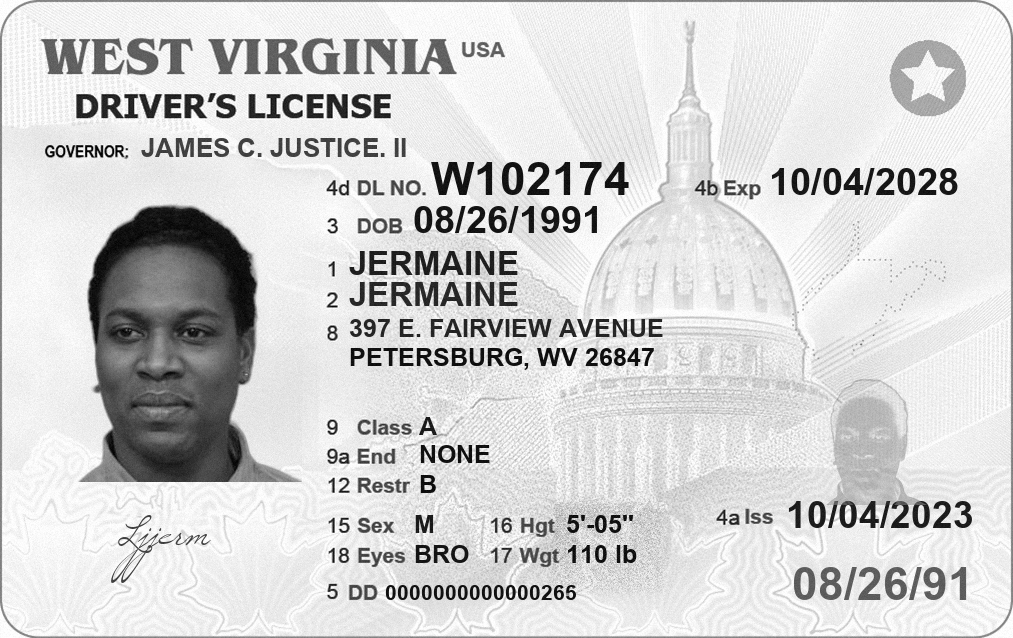 WEST VIRGINIA USA
DRIVER'S LICENSE
GOVERNOR: JAMES C. JUSTICE. II
4d DL NO. W102174 4b Exp 10/04/2028
3 DOB 08/26/1991
1 JERMAINE
2 JERMAINE
8 397 E. FAIRVIEW AVENUE
PETERSBURG, WV 26847
9 Class A
9a End NONE
12 Restr B
15 Sex M 16 Hgt 5'-05"
4a Iss 10/04/2023
18 Eyes BRO 17 Wgt 110 lb
5 DD 0000000000000265
08/26/91